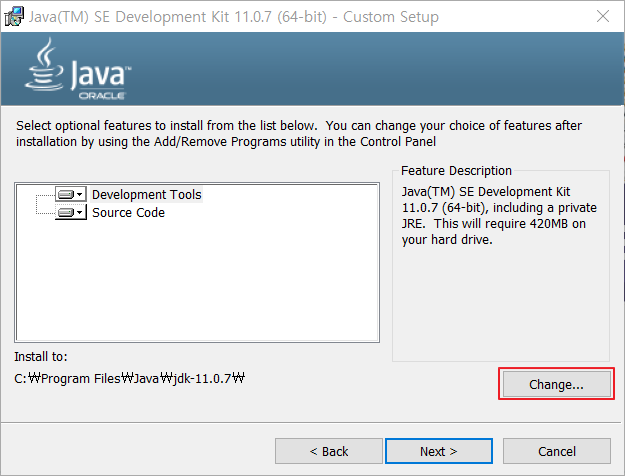 Java(TM) SE Development Kit 11.0.7 (64-bit) - Custom Setup
Java™
ORACLE
Select optional features to install from the list below.  You can change your choice of features after
installation by using the Add/Remove Programs utility in the Control Panel
Development Tools
Source Code
Feature Description
Java(TM) SE Development Kit
11.0.7 (64-bit), including a private
JRE.  This will require 420MB on
your hard drive.
Install to:
C:₩Program Files₩Java₩jdk-11.0.7₩
Change...
< Back
Next >
Cancel